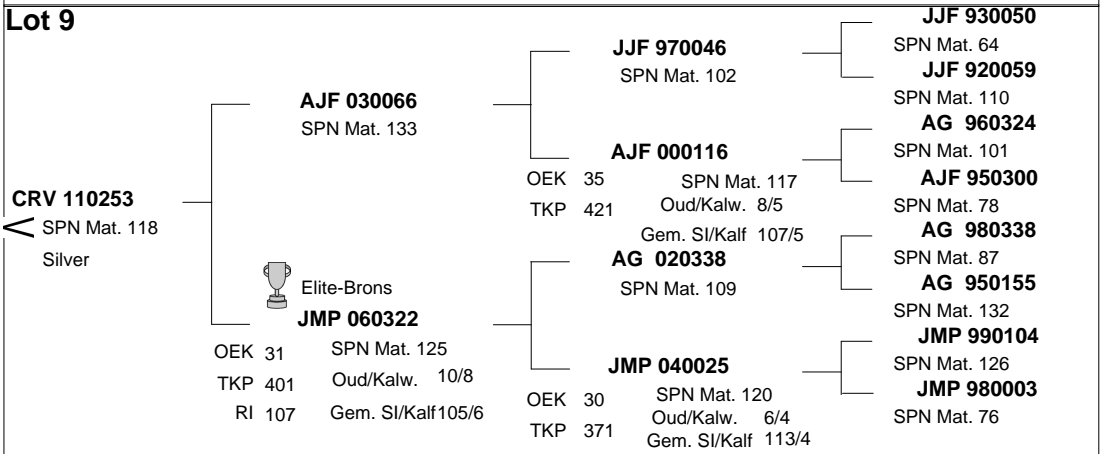 Lot 9
CRV 110253
SPN Mat. 118
Silver
AJF 030066
SPN Mat. 133
Elite-Brons
JMP 060322
OEK 31 SPN Mat. 125
TKP 401 Oud/Kalw. 10/8
RI 107 Gem. SI/Kalf 105/6
JJF 970046
SPN Mat. 102
AJF 000116
OEK 35 SPN Mat. 117
TKP 421 Oud/Kalw. 8/5
Gem. SI/Kalf 107/5
AG 020338
SPN Mat. 109
JMP 040025
OEK 30 SPN Mat. 120
Oud/Kalw. 6/4
TKP 371 Gem. SI/Kalf 113/4
JJF 930050
SPN Mat. 64
JJF 920059
SPN Mat. 110
AG 960324
SPN Mat. 101
AJF 950300
SPN Mat. 78
AG 980338
SPN Mat. 87
AG 950155
SPN Mat. 132
JMP 990104
SPN Mat. 126
JMP 980003
SPN Mat. 76